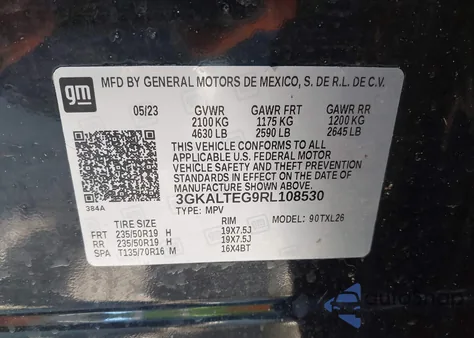 gm
MFD BY GENERAL MOTORS DE MEXICO, S. DE R.L. DE C.V.
05/23 GVWR GAWR FRT GAWR RR
2100 KG 1175 KG 1200 KG
4630 LB 2590 LB 2645 LB
THIS VEHICLE CONFORMS TO ALL
APPLICABLE U.S. FEDERAL MOTOR
VEHICLE SAFETY AND THEFT PREVENTION
STANDARDS IN EFFECT ON THE DATE OF
MANUFACTURE SHOWN ABOVE.
384A
3GKALTEG9RL108530
TYPE: MPV MODEL: 90TXL26
TIRE SIZE RIM
FRT 235/50R19 H 19X7.5J
RR 235/50R19 H 19X7.5J
SPA T135/70R16 M 16X4BT